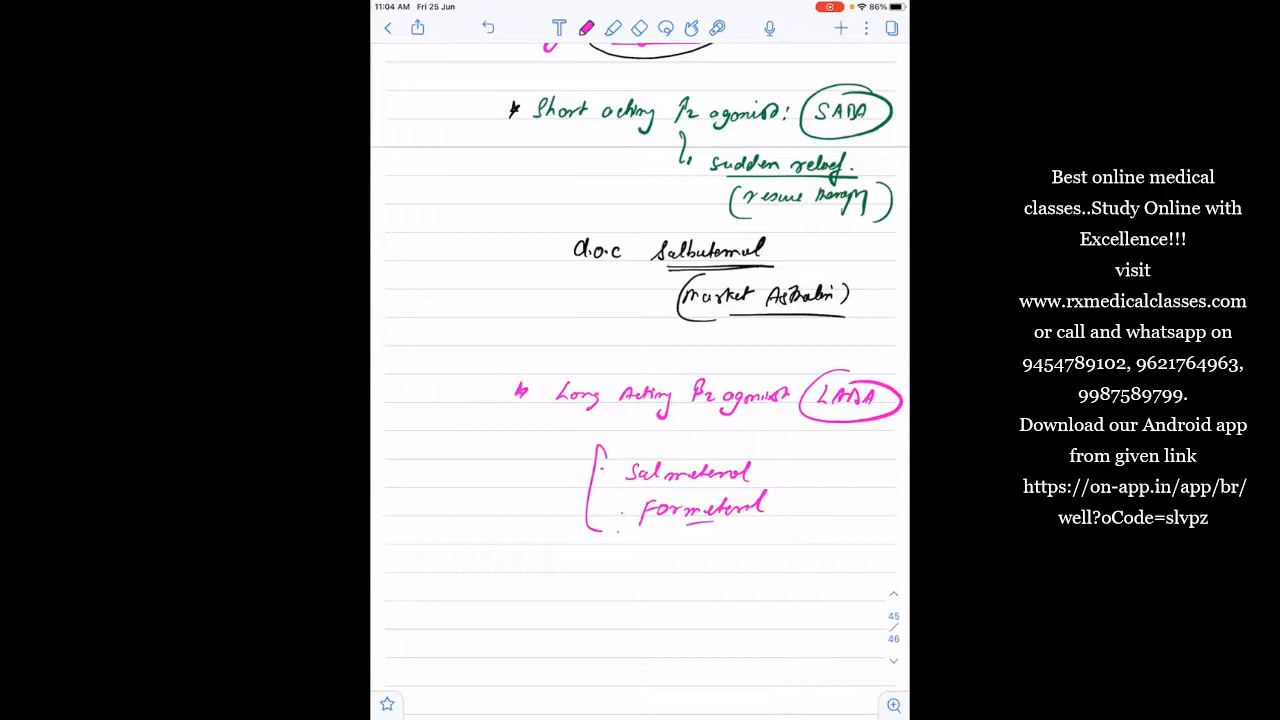 11:04 AM Fri 25 Jun
86%
* Short acting β2 agonist: SABA
sudden relief.
(rescue therapy)
d.o.c Salbutemol
(market Asthalin)
* Long Acting β2 agonist LABA
Salmeterol
Formeterol
45
46
Best online medical
classes..Study Online with
Excellence!!!
visit
www.rxmedicalclasses.com
or call and whatsapp on
9454789102, 9621764963,
9987589799.
Download our Android app
from given link
https://on-app.in/app/br/
well?oCode=slvpz